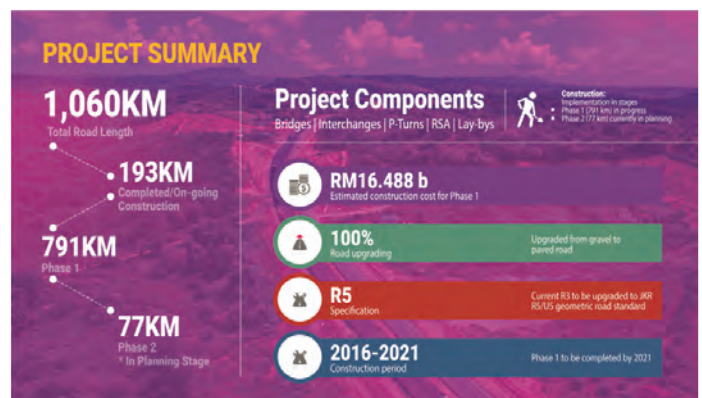 PROJECT SUMMARY
1,060KM
Total Road Length
193KM
Completed/On-going
Construction
791KM
Phase 1
77KM
Phase 2
* In Planning Stage
Project Components
Bridges | Interchanges | P-Turns | RSA | Lay-bys
Construction:
Implementation in stages
Phase 1 (791 km) in progress
Phase 2 (77 km) currently in planning
RM16.488 b
Estimated construction cost for Phase 1
100%
Road upgrading
Upgraded from gravel to
paved road
R5
Specification
Current R3 to be upgraded to JKR
R5/U5 geometric road standard
2016-2021
Construction period
Phase 1 to be completed by 2021